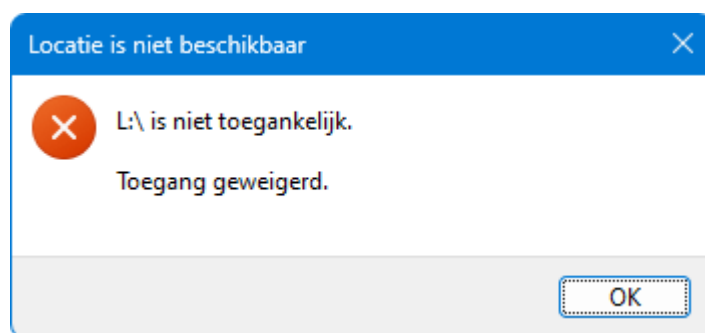 Locatie is niet beschikbaar
L:\ is niet toegankelijk.
Toegang geweigerd.
OK